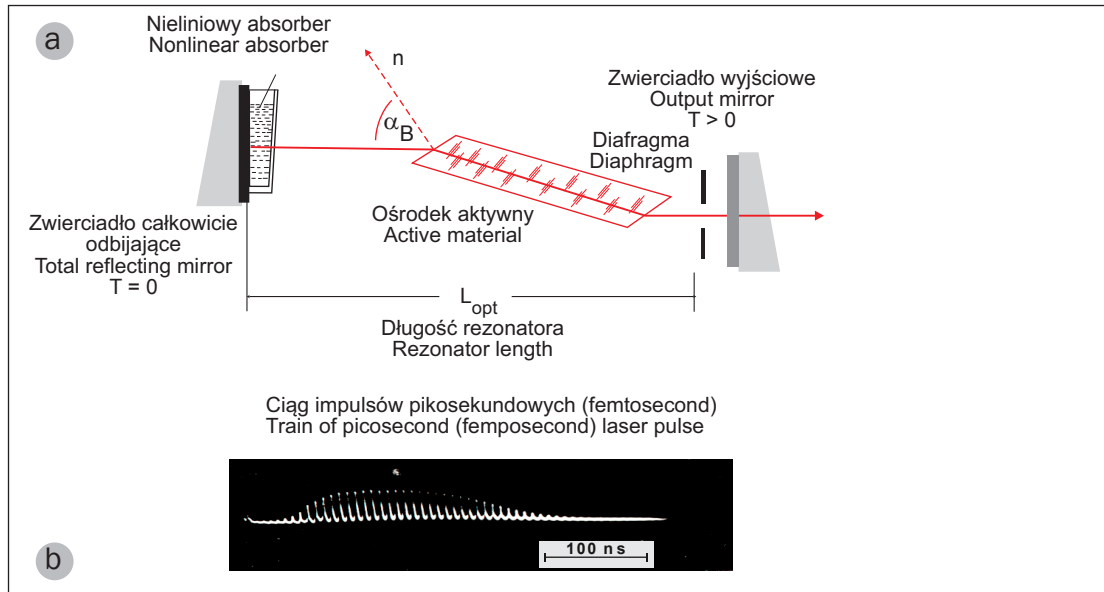 a
Nieliniowy absorber
Nonlinear absorber
n
α_B
Zwierciadło wyjściowe
Output mirror
T > 0
Diafragma
Diaphragm
Ośrodek aktywny
Active material
Zwierciadło całkowicie
odbijające
Total reflecting mirror
T = 0
L_opt
Długość rezonatora
Rezonator length
Ciąg impulsów pikosekundowych (femtosecond)
Train of picosecond (femposecond) laser pulse
100 ns
b